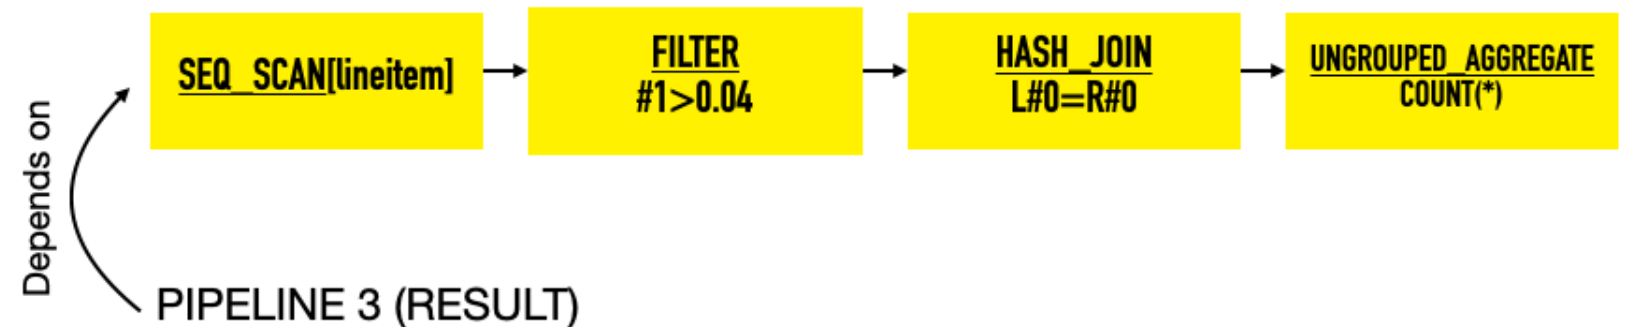 SEQ_SCAN[lineitem]
FILTER
#1>0.04
HASH_JOIN
L#0=R#0
UNGROUPED_AGGREGATE
COUNT(*)
Depends on
PIPELINE 3 (RESULT)